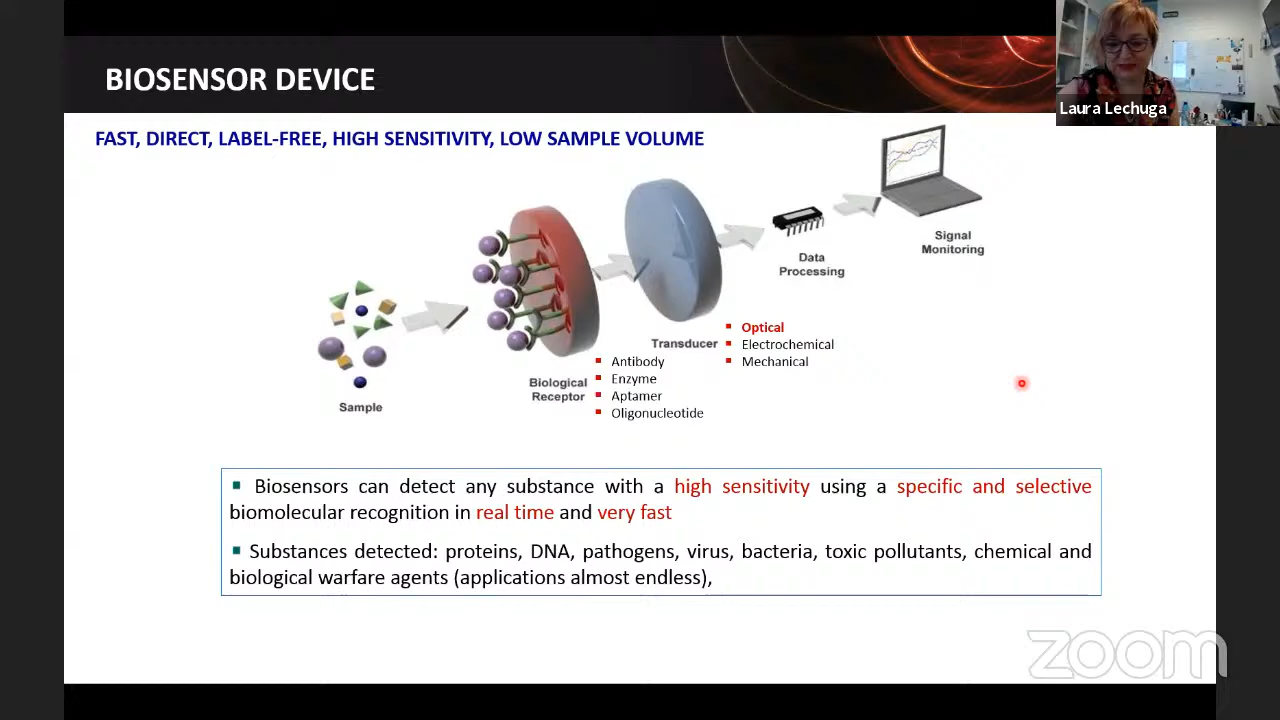 BIOSENSOR DEVICE
Laura Lechuga
FAST, DIRECT, LABEL-FREE, HIGH SENSITIVITY, LOW SAMPLE VOLUME
Signal
Monitoring
Data
Processing
Transducer
▪ Optical
▪ Electrochemical
▪ Mechanical
Biological
Receptor
▪ Antibody
▪ Enzyme
▪ Aptamer
▪ Oligonucleotide
Sample
▪ Biosensors can detect any substance with a high sensitivity using a specific and selective
biomolecular recognition in real time and very fast
▪ Substances detected: proteins, DNA, pathogens, virus, bacteria, toxic pollutants, chemical and
biological warfare agents (applications almost endless),
zoom